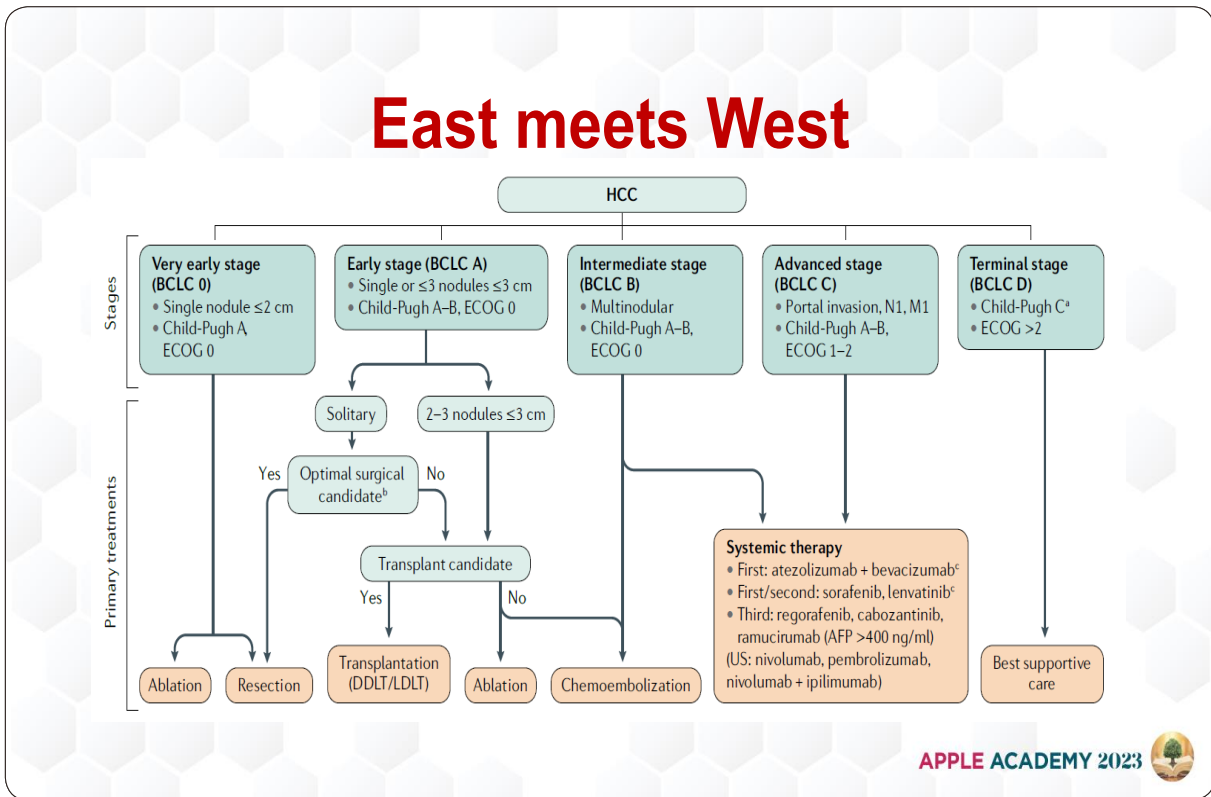 East meets West
HCC
Stages
Very early stage
(BCLC 0)
• Single nodule ≤2 cm
• Child-Pugh A,
ECOG 0
Early stage (BCLC A)
• Single or ≤3 nodules ≤3 cm
• Child-Pugh A–B, ECOG 0
Intermediate stage
(BCLC B)
• Multinodular
• Child-Pugh A–B,
ECOG 0
Advanced stage
(BCLC C)
• Portal invasion, N1, M1
• Child-Pugh A–B,
ECOG 1–2
Terminal stage
(BCLC D)
• Child-Pugh Cᵃ
• ECOG >2
Primary treatments
Solitary
2–3 nodules ≤3 cm
Yes
Optimal surgical
candidateᵇ
No
Transplant candidate
Yes
No
Ablation
Resection
Transplantation
(DDLT/LDLT)
Ablation
Chemoembolization
Systemic therapy
• First: atezolizumab + bevacizumabᶜ
• First/second: sorafenib, lenvatinibᶜ
• Third: regorafenib, cabozantinib,
ramucirumab (AFP >400 ng/ml)
(US: nivolumab, pembrolizumab,
nivolumab + ipilimumab)
Best supportive
care
APPLE ACADEMY 2023